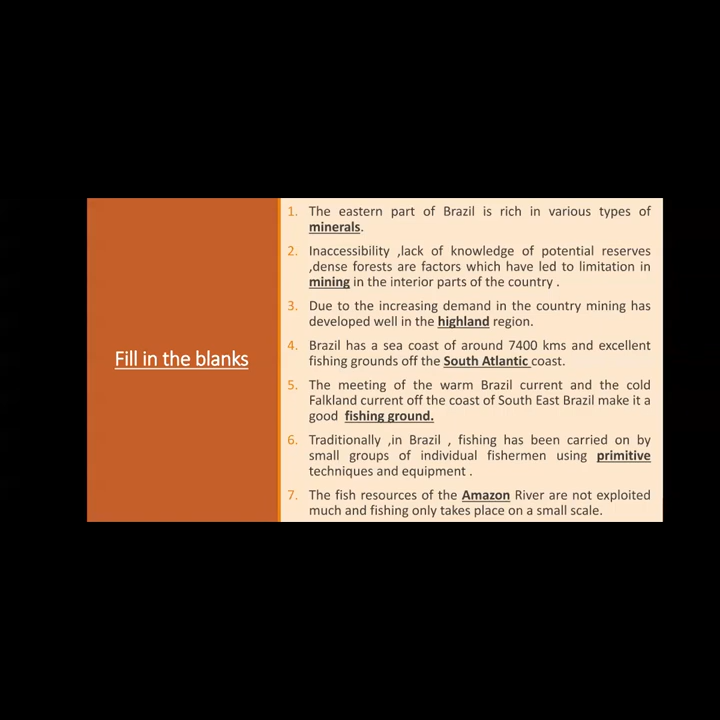 Fill in the blanks
1. The eastern part of Brazil is rich in various types of
minerals.
2. Inaccessibility ,lack of knowledge of potential reserves
,dense forests are factors which have led to limitation in
mining in the interior parts of the country .
3. Due to the increasing demand in the country mining has
developed well in the highland region.
4. Brazil has a sea coast of around 7400 kms and excellent
fishing grounds off the South Atlantic coast.
5. The meeting of the warm Brazil current and the cold
Falkland current off the coast of South East Brazil make it a
good fishing ground.
6. Traditionally ,in Brazil , fishing has been carried on by
small groups of individual fishermen using primitive
techniques and equipment .
7. The fish resources of the Amazon River are not exploited
much and fishing only takes place on a small scale.